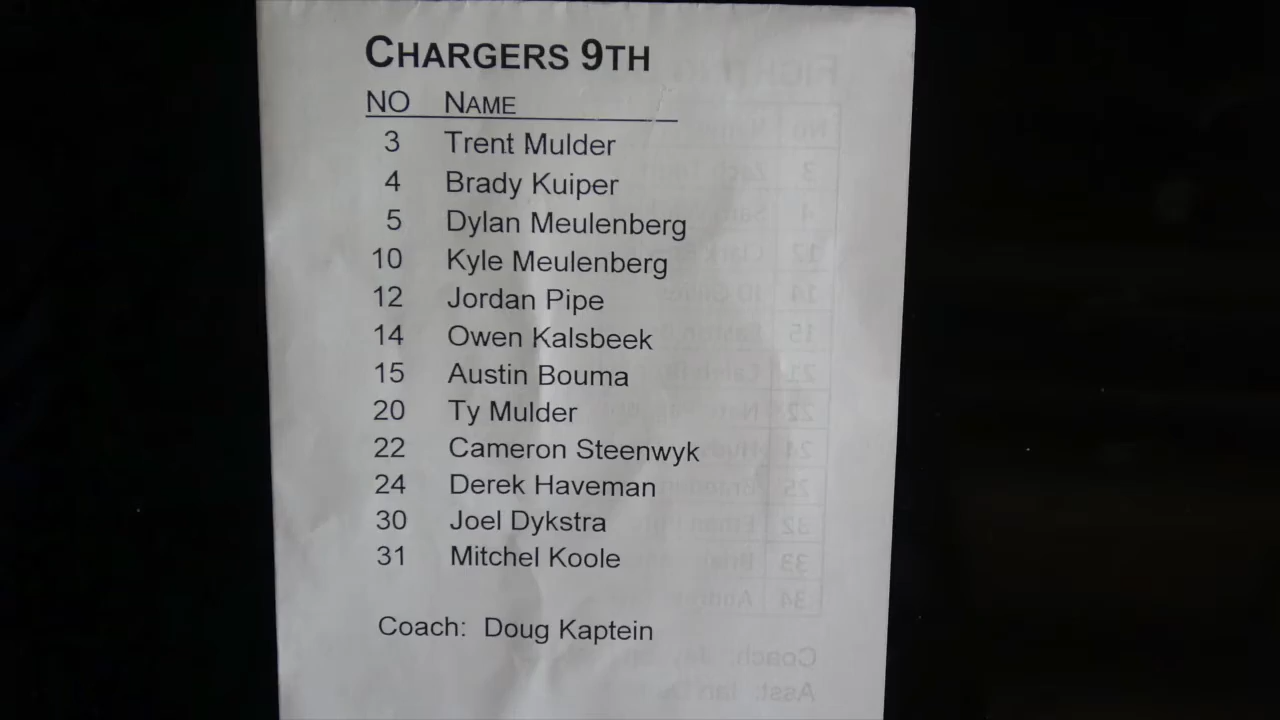 CHARGERS 9TH
NO NAME
3 Trent Mulder
4 Brady Kuiper
5 Dylan Meulenberg
10 Kyle Meulenberg
12 Jordan Pipe
14 Owen Kalsbeek
15 Austin Bouma
20 Ty Mulder
22 Cameron Steenwyk
24 Derek Haveman
30 Joel Dykstra
31 Mitchel Koole
Coach: Doug Kaptein